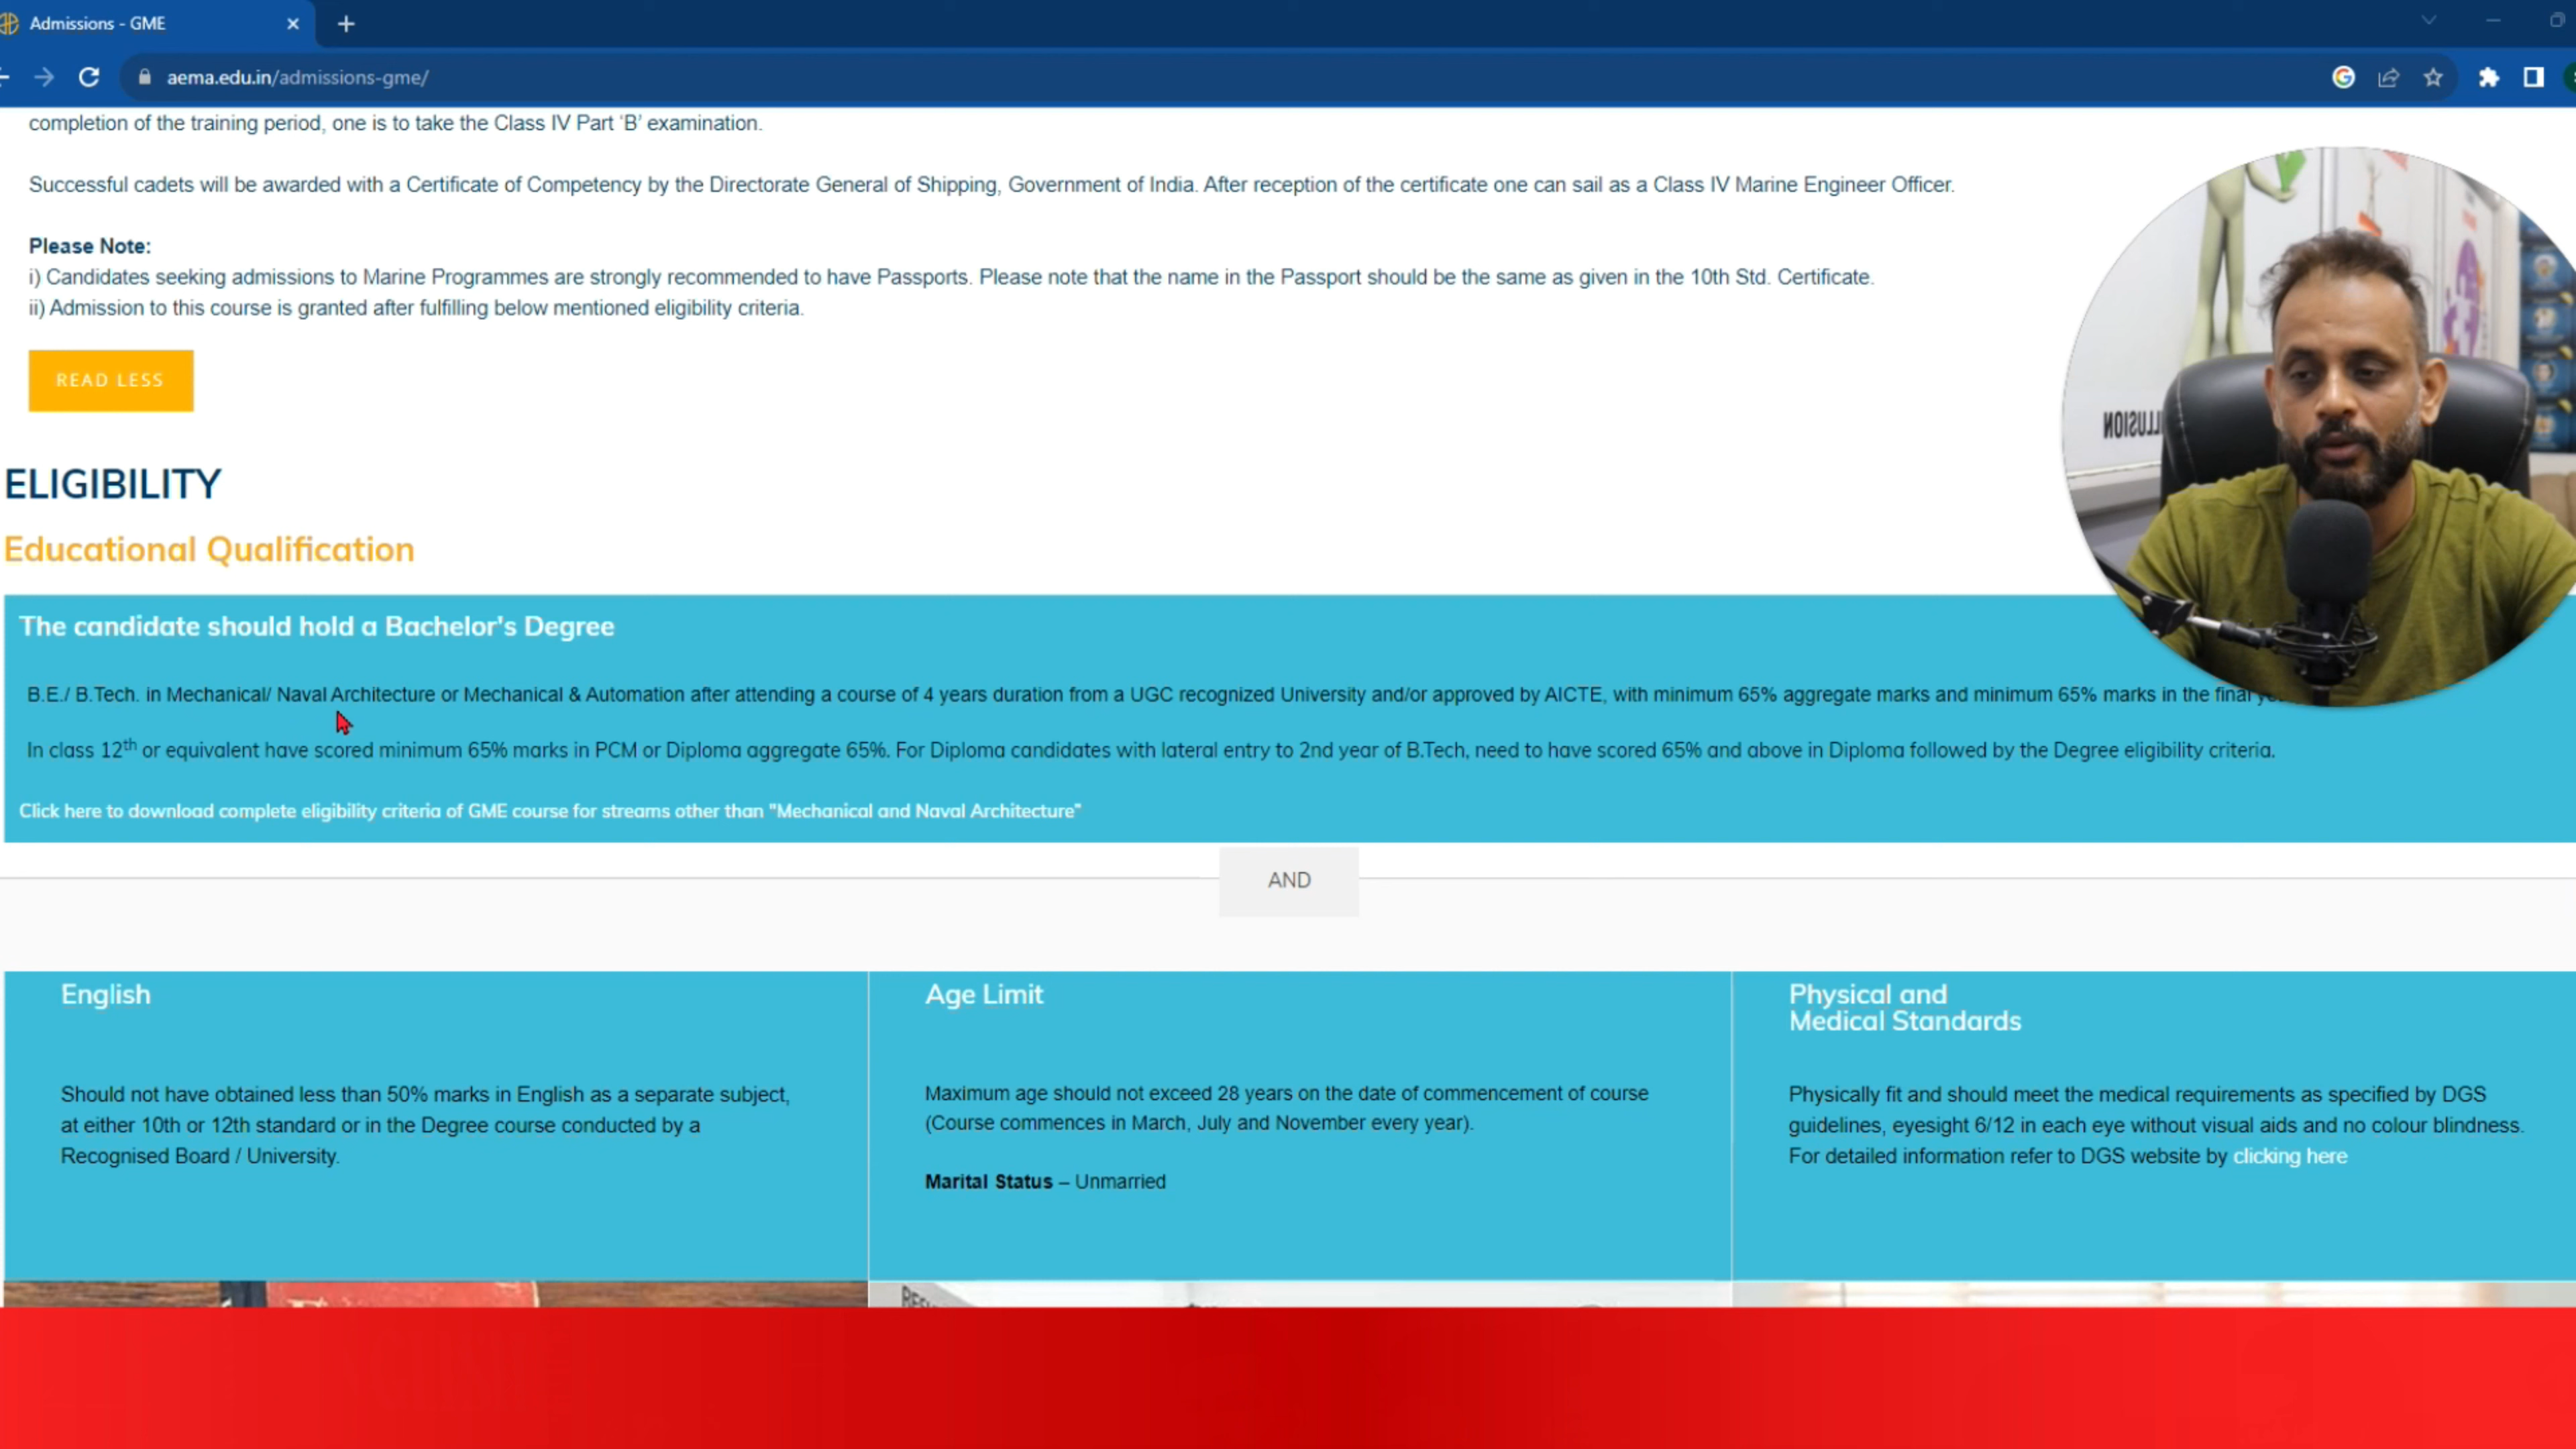 Admissions - GME
aema.edu.in/admissions-gme/
completion of the training period, one is to take the Class IV Part ‘B’ examination.
Successful cadets will be awarded with a Certificate of Competency by the Directorate General of Shipping, Government of India. After reception of the certificate one can sail as a Class IV Marine Engineer Officer.
Please Note:
i) Candidates seeking admissions to Marine Programmes are strongly recommended to have Passports. Please note that the name in the Passport should be the same as given in the 10th Std. Certificate.
ii) Admission to this course is granted after fulfilling below mentioned eligibility criteria.
READ LESS
ELIGIBILITY
Educational Qualification
The candidate should hold a Bachelor's Degree
B.E./ B.Tech. in Mechanical/ Naval Architecture or Mechanical & Automation after attending a course of 4 years duration from a UGC recognized University and/or approved by AICTE, with minimum 65% aggregate marks and minimum 65% marks in the final
In class 12th or equivalent have scored minimum 65% marks in PCM or Diploma aggregate 65%. For Diploma candidates with lateral entry to 2nd year of B.Tech, need to have scored 65% and above in Diploma followed by the Degree eligibility criteria.
Click here to download complete eligibility criteria of GME course for streams other than "Mechanical and Naval Architecture"
AND
English
Should not have obtained less than 50% marks in English as a separate subject,
at either 10th or 12th standard or in the Degree course conducted by a
Recognised Board / University.
Age Limit
Maximum age should not exceed 28 years on the date of commencement of course
(Course commences in March, July and November every year).
Marital Status – Unmarried
Physical and
Medical Standards
Physically fit and should meet the medical requirements as specified by DGS
guidelines, eyesight 6/12 in each eye without visual aids and no colour blindness.
For detailed information refer to DGS website by clicking here